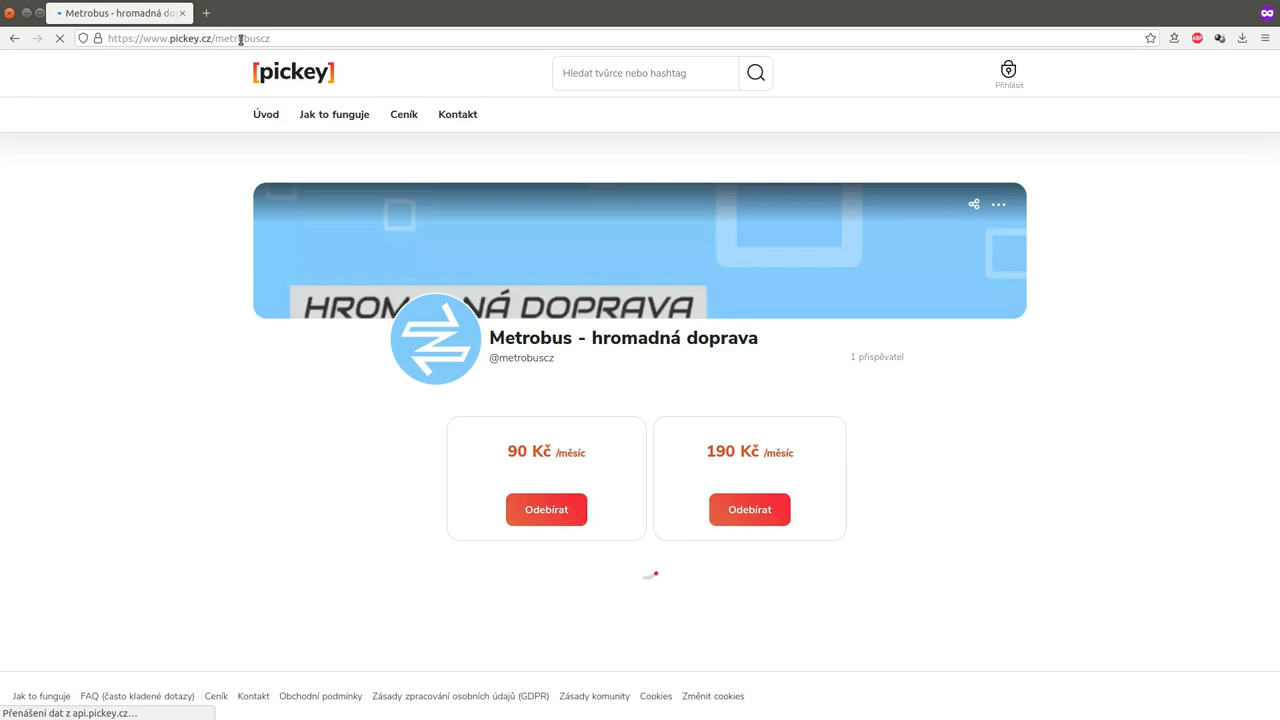 Metrobus - hromadná do
https://www.pickey.cz/metrobuscz
ABP
[pickey]
Hledat tvůrce nebo hashtag
Přihlásit
Úvod Jak to funguje Ceník Kontakt
HROMADNÁ DOPRAVA
Metrobus - hromadná doprava
@metrobuscz
1 přispěvatel
90 Kč /měsíc
190 Kč /měsíc
Odebírat
Odebírat
Jak to funguje FAQ (často kladené dotazy) Ceník Kontakt Obchodní podmínky Zásady zpracování osobních údajů (GDPR) Zásady komunity Cookies Změnit cookies
Přenášení dat z api.pickey.cz...